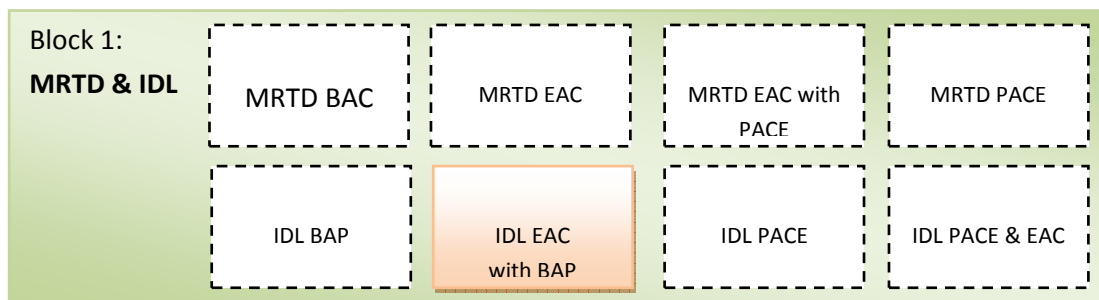 Block 1:
MRTD & IDL
MRTD BAC
MRTD EAC
MRTD EAC with
PACE
MRTD PACE
IDL BAP
IDL EAC
with BAP
IDL PACE
IDL PACE & EAC